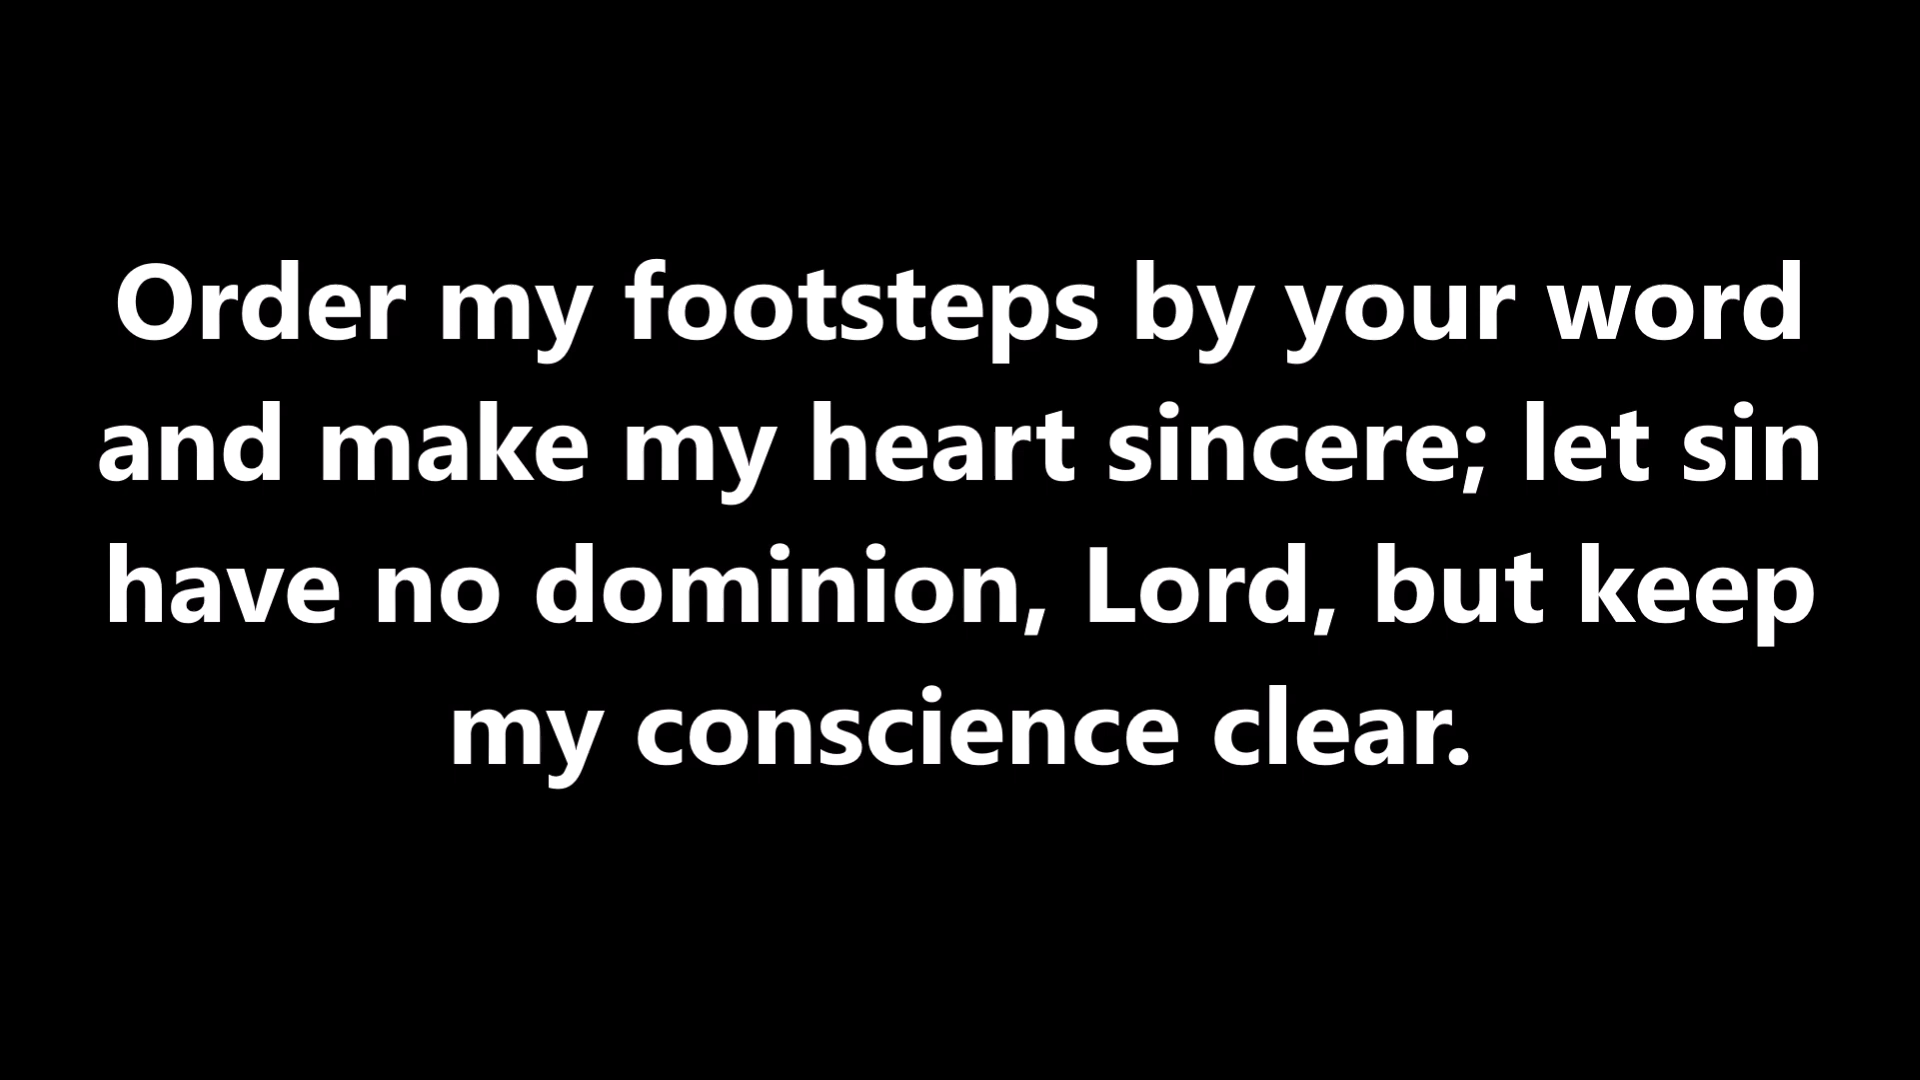 Order my footsteps by your word
and make my heart sincere; let sin
have no dominion, Lord, but keep
my conscience clear.